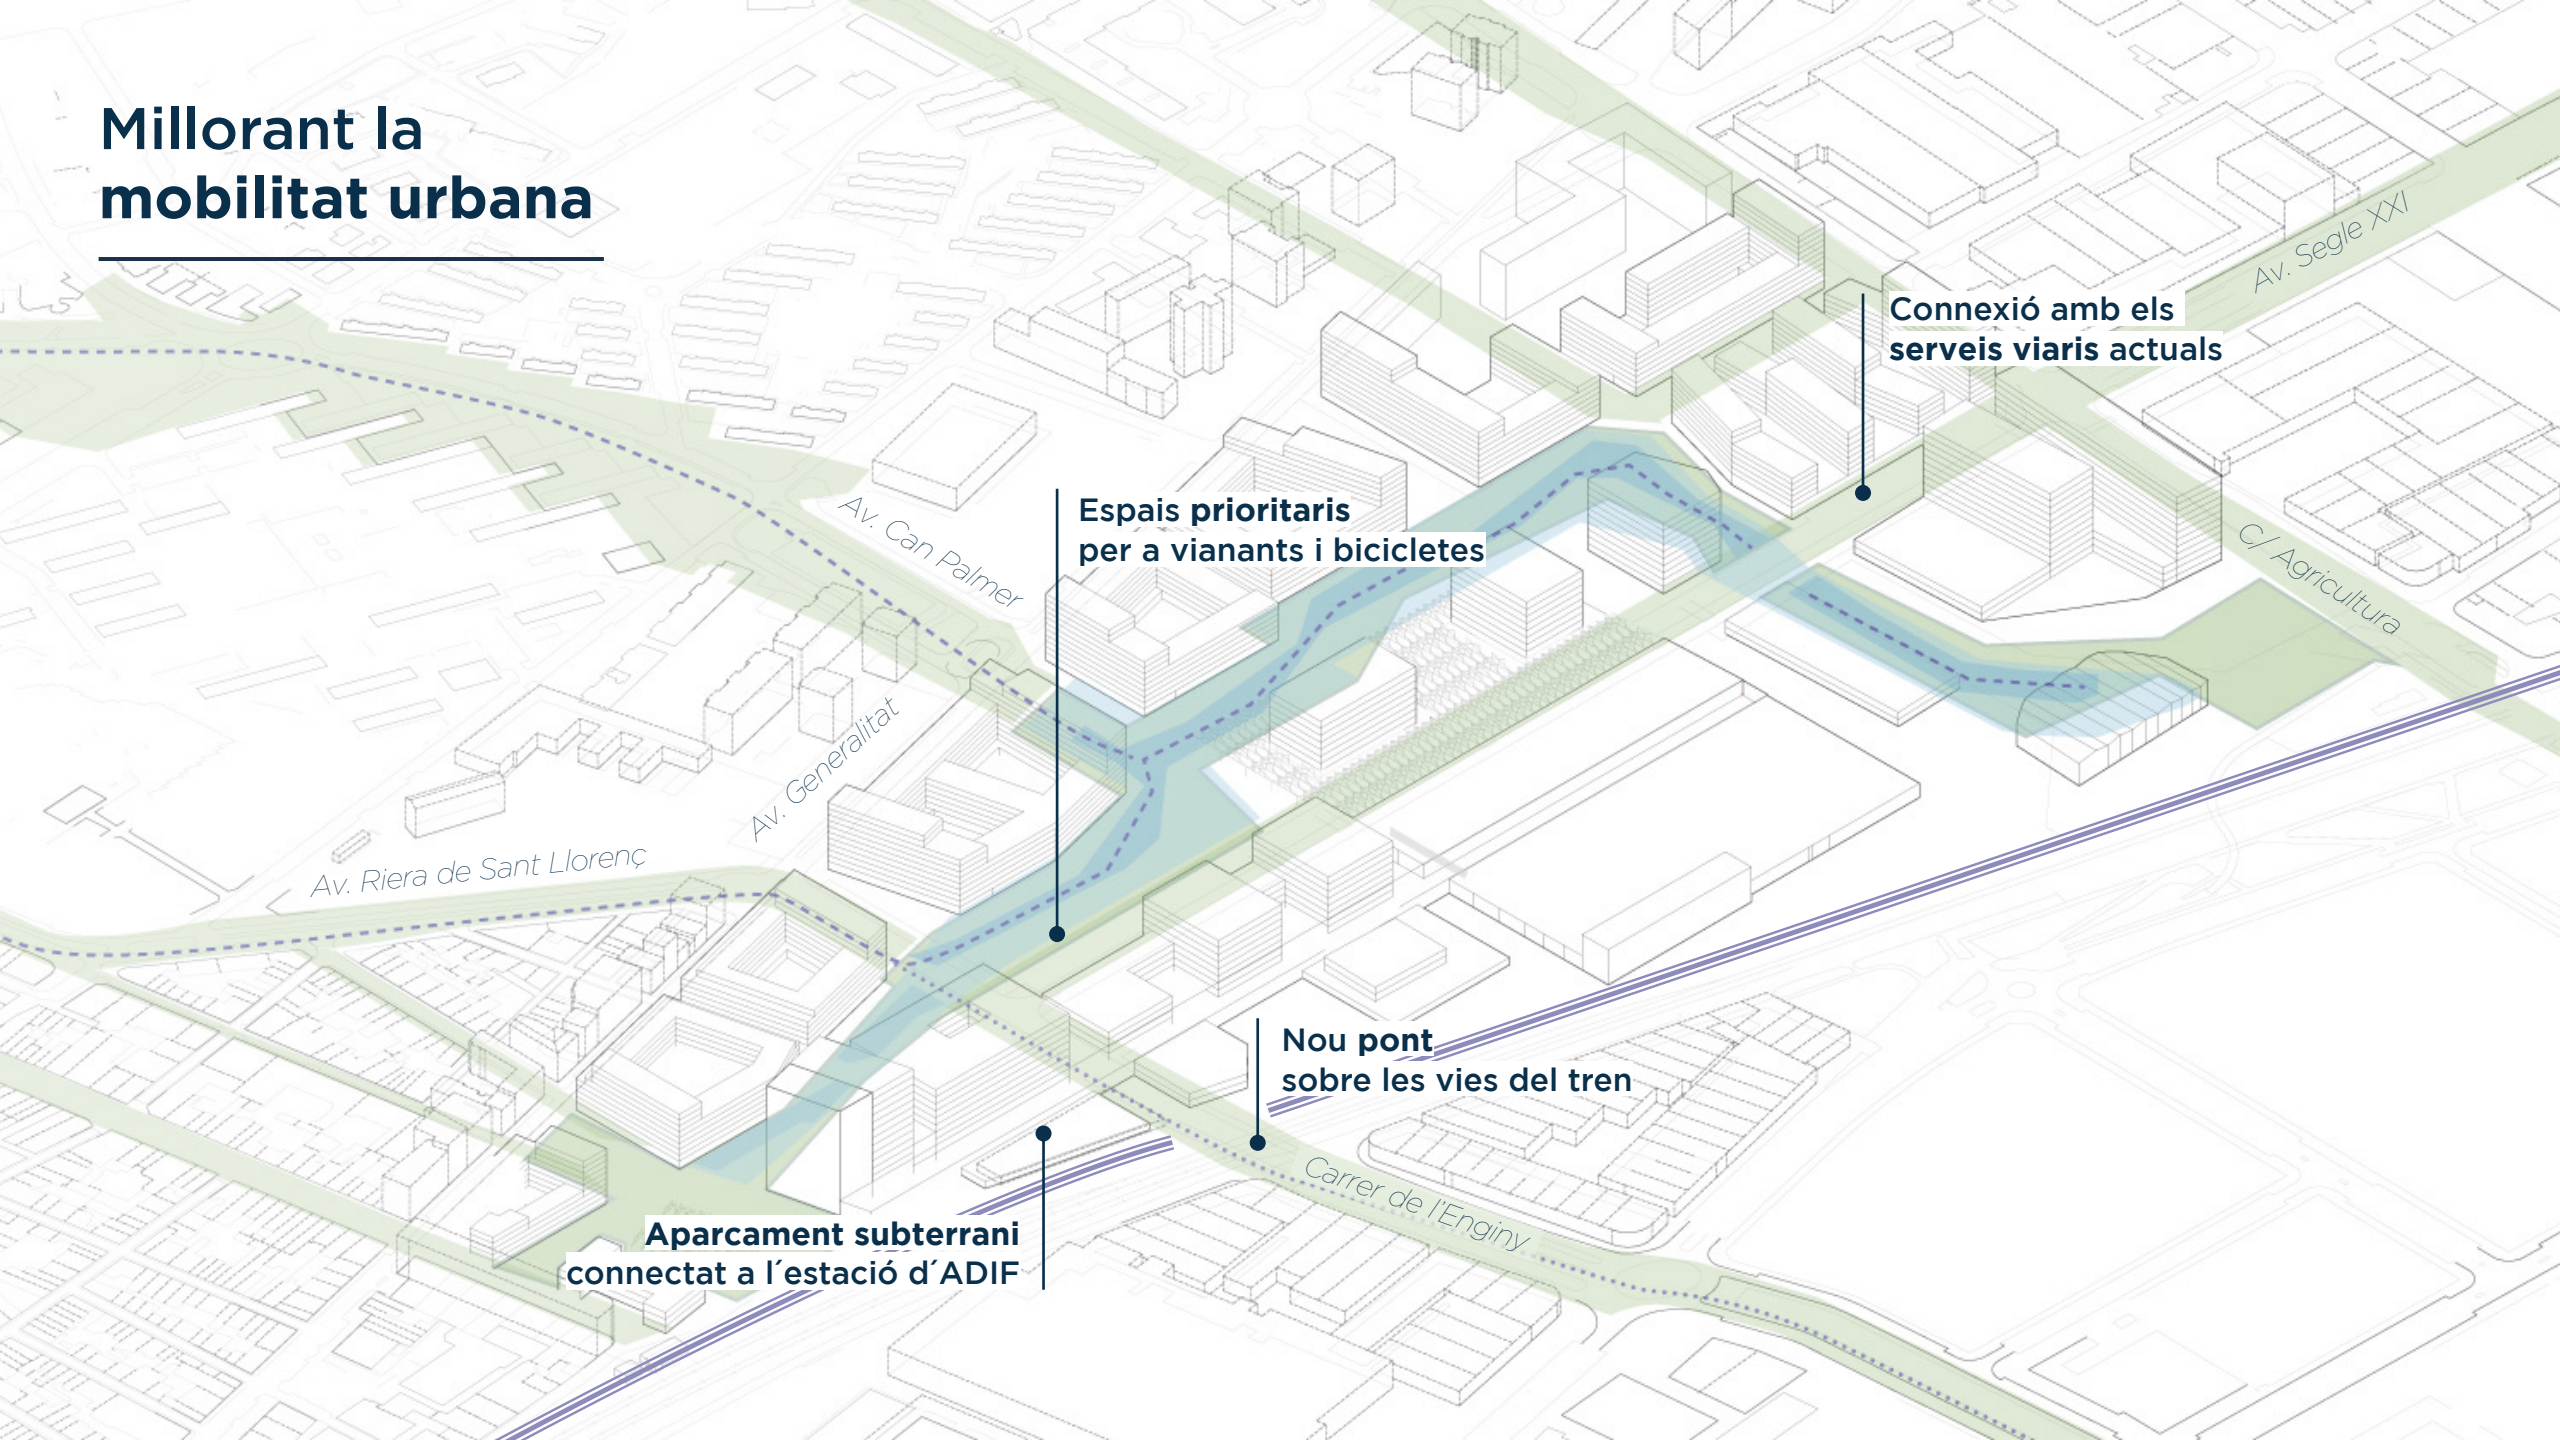 Millorant la
mobilitat urbana
Av. Segle XXI
Connexió amb els
serveis viaris actuals
Av. Can Palmer
Espais prioritaris
per a vianants i bicicletes
C/ Agricultura
Av. Generalitat
Av. Riera de Sant Llorenç
Nou pont
sobre les vies del tren
Carrer de l'Enginy
Aparcament subterrani
connectat a l´estació d´ADIF